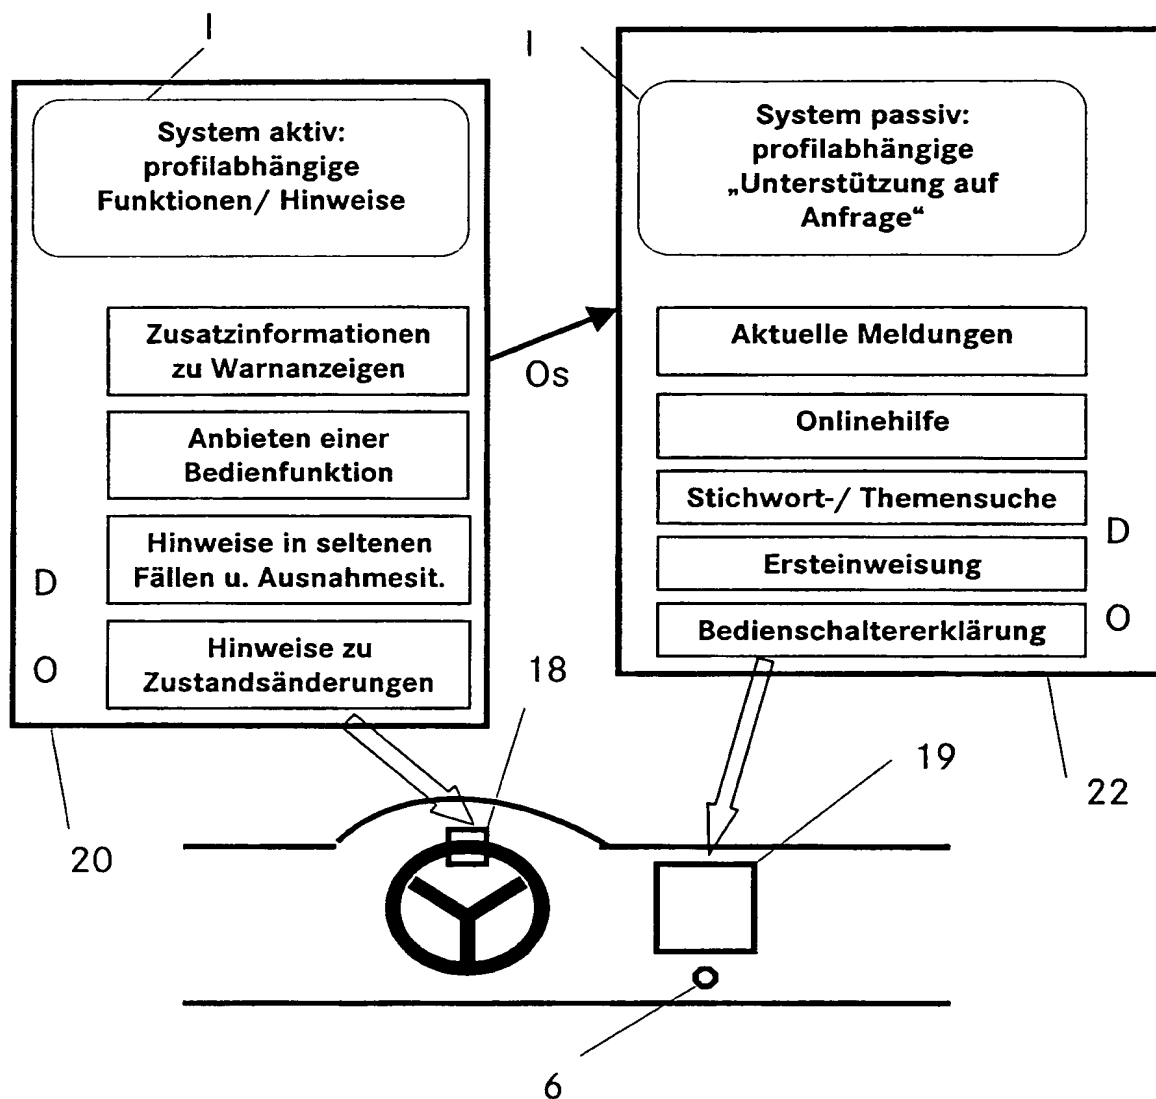 I
System aktiv:
profilabhängige
Funktionen/ Hinweise
Zusatzinformationen
zu Warnanzeigen
Anbieten einer
Bedienfunktion
Hinweise in seltenen
Fällen u. Ausnahmesit.
Hinweise zu
Zustandsänderungen
D
O
20
Os
I
System passiv:
profilabhängige
„Unterstützung auf
Anfrage“
Aktuelle Meldungen
Onlinehilfe
Stichwort-/ Themensuche
Ersteinweisung
Bedienschaltererklärung
D
O
22
18
19
6